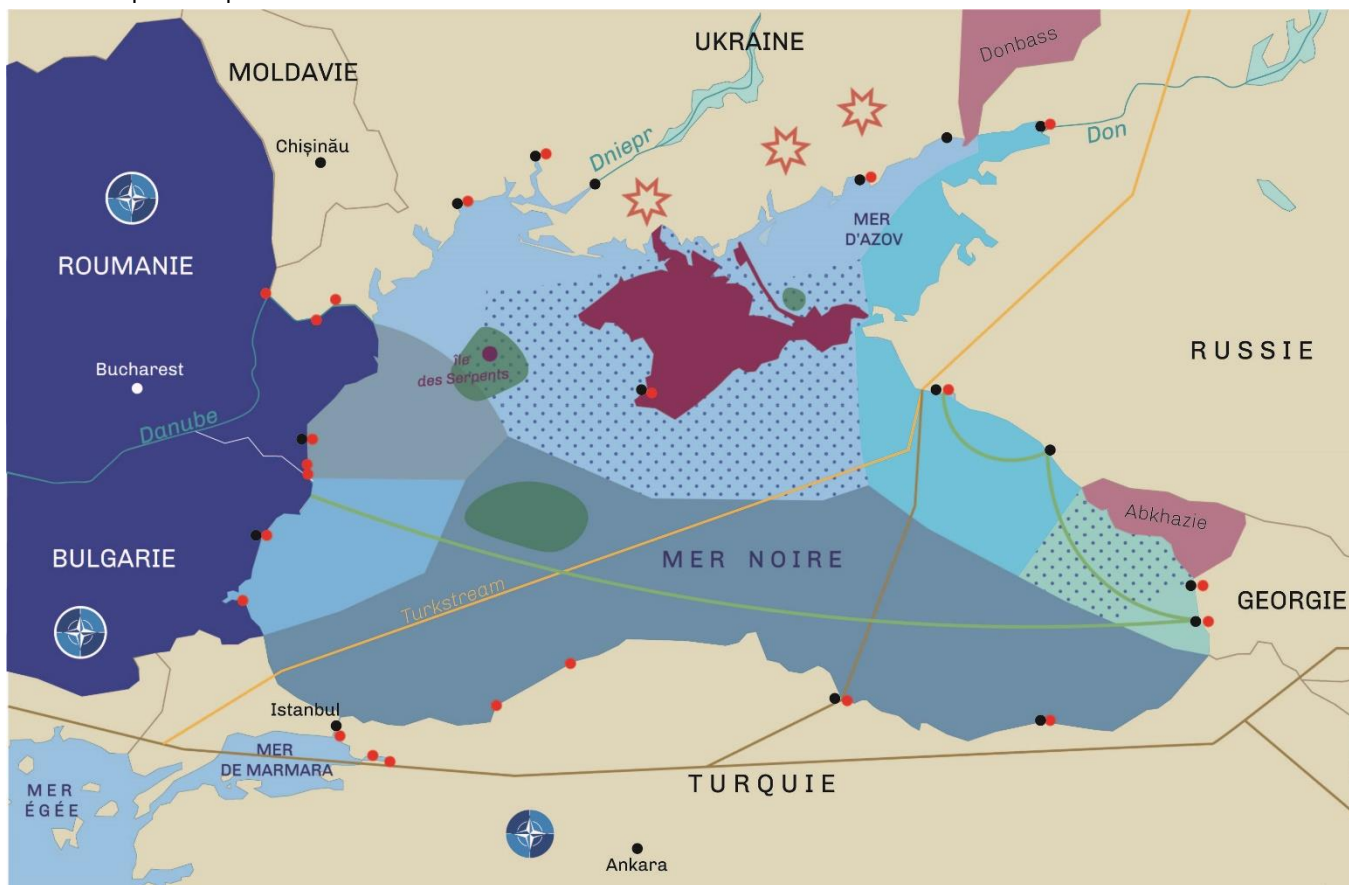 UKRAINE
Donbass
MOLDAVIE
Chișinău
Dniepr
Don
MER
D'AZOV
ROUMANIE
RUSSIE
île
des Serpents
Bucharest
Danube
Abkhazie
BULGARIE
MER NOIRE
Turkstream
GEORGIE
Istanbul
MER
DE MARMARA
TURQUIE
MER
ÉGÉE
Ankara